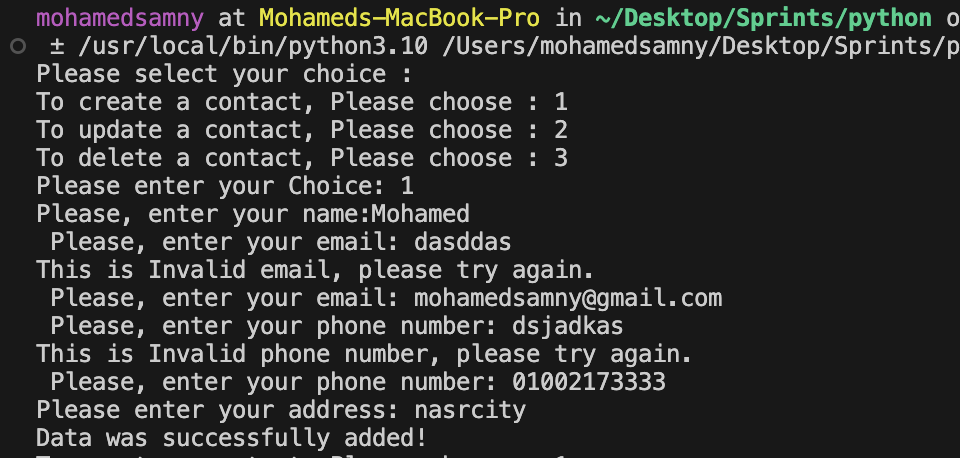 mohamedsamny at Mohameds-MacBook-Pro in ~/Desktop/Sprints/python o
± /usr/local/bin/python3.10 /Users/mohamedsamny/Desktop/Sprints/p
Please select your choice :
To create a contact, Please choose : 1
To update a contact, Please choose : 2
To delete a contact, Please choose : 3
Please enter your Choice: 1
Please, enter your name:Mohamed
Please, enter your email: dasddas
This is Invalid email, please try again.
Please, enter your email: mohamedsamny@gmail.com
Please, enter your phone number: dsjadkas
This is Invalid phone number, please try again.
Please, enter your phone number: 01002173333
Please enter your address: nasrcity
Data was successfully added!